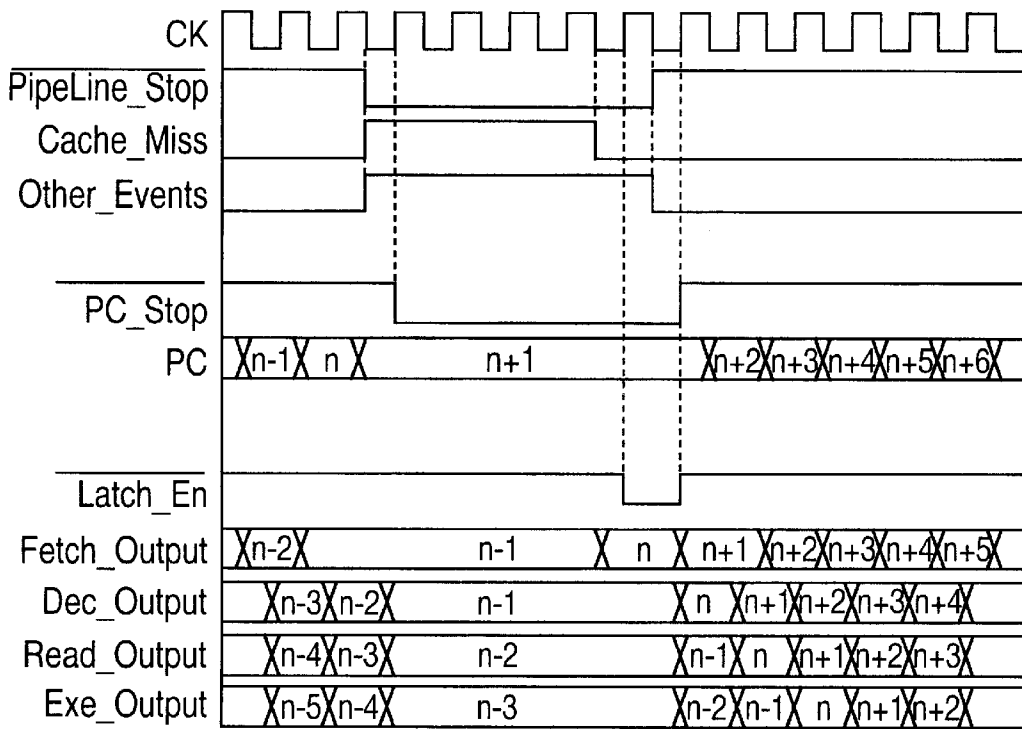 CK
PipeLine_Stop
Cache_Miss
Other_Events
PC_Stop
PC n-1 n n+1 n+2 n+3 n+4 n+5 n+6
Latch_En
Fetch_Output n-2 n-1 n n+1 n+2 n+3 n+4 n+5
Dec_Output n-3 n-2 n-1 n n+1 n+2 n+3 n+4
Read_Output n-4 n-3 n-2 n-1 n n+1 n+2 n+3
Exe_Output n-5 n-4 n-3 n-2 n-1 n n+1 n+2